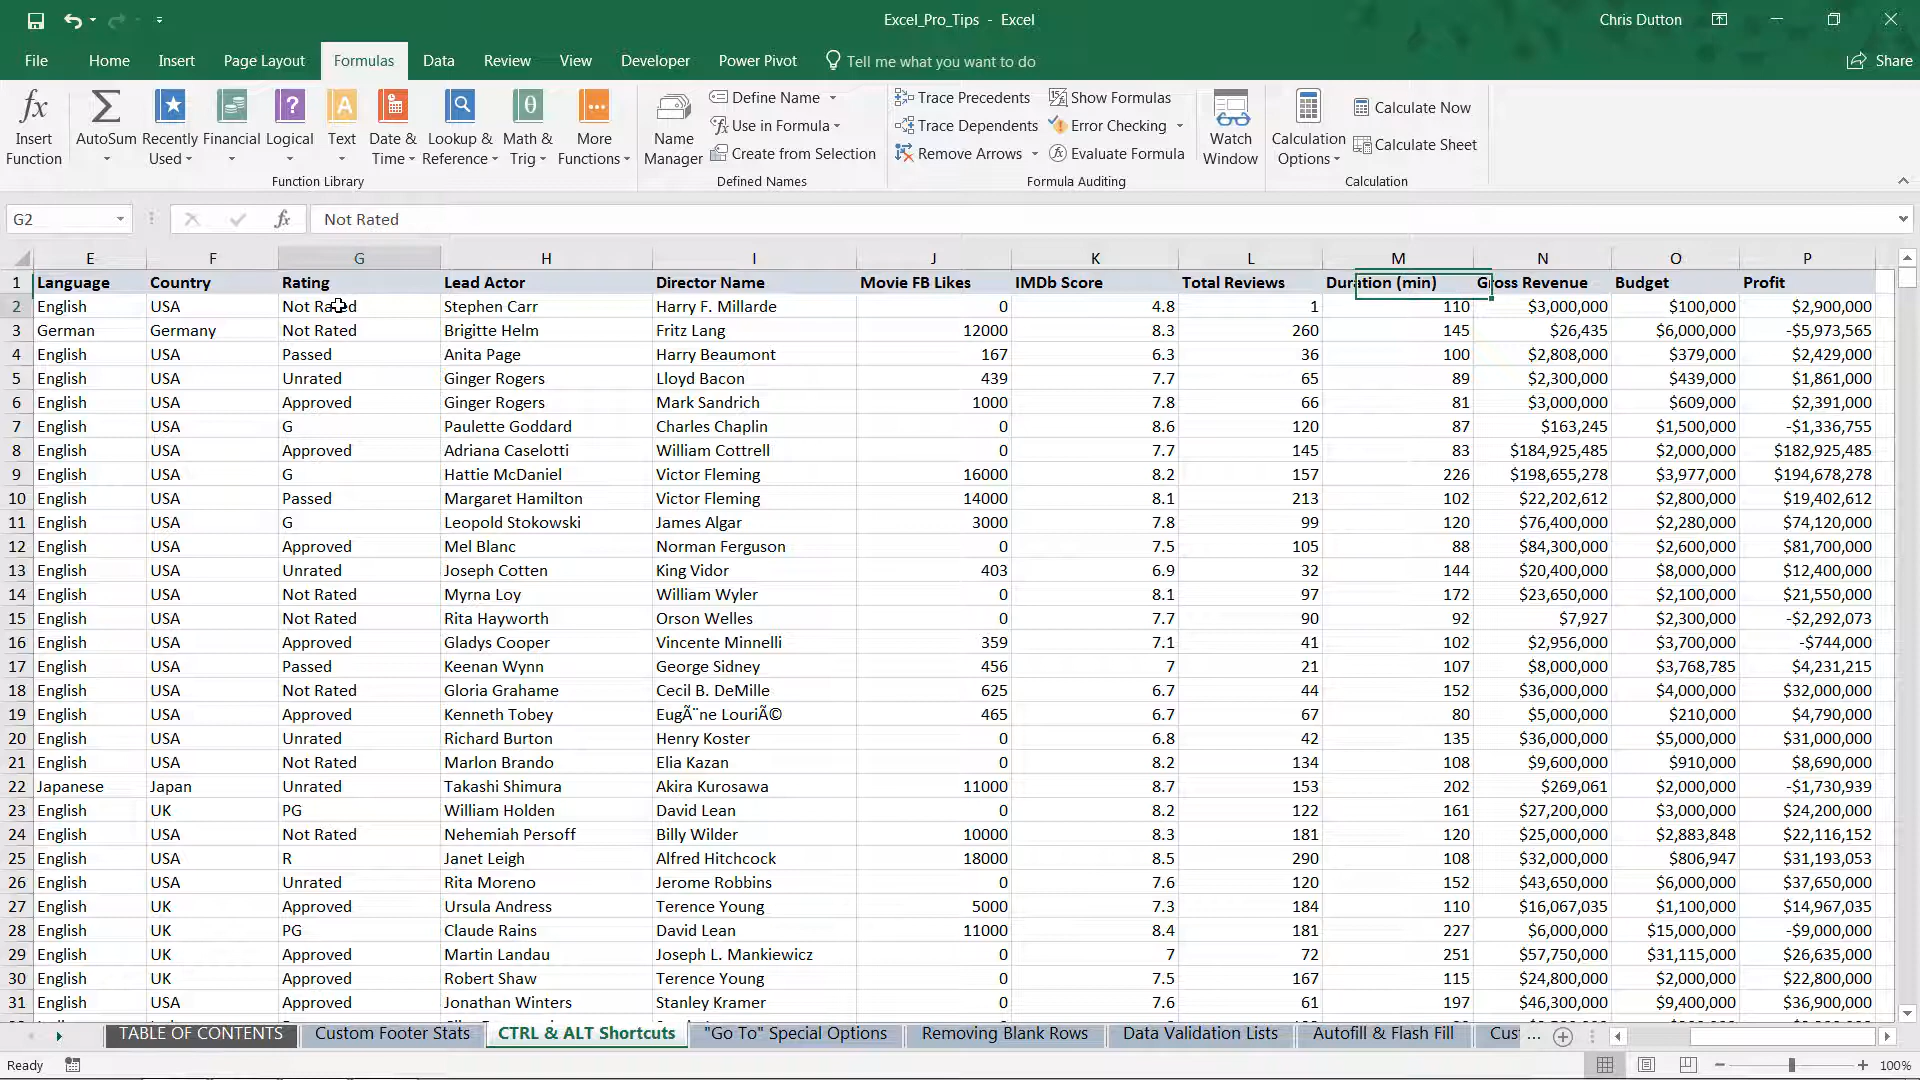 Excel_Pro_Tips - Excel
Chris Dutton
File Home Insert Page Layout Formulas Data Review View Developer Power Pivot Tell me what you want to do Share
Insert Function
AutoSum
Recently Used
Financial
Logical
Text
Date & Time
Lookup & Reference
Math & Trig
More Functions
Function Library
Name Manager
Define Name
Use in Formula
Create from Selection
Defined Names
Trace Precedents
Trace Dependents
Remove Arrows
Show Formulas
Error Checking
Evaluate Formula
Formula Auditing
Watch Window
Calculation Options
Calculate Now
Calculate Sheet
Calculation
G2 fx Not Rated
E F G H I J K L M N O P
1 Language Country Rating Lead Actor Director Name Movie FB Likes IMDb Score Total Reviews Duration (min) Gross Revenue Budget Profit
2 English USA Not Rated Stephen Carr Harry F. Millarde 0 4.8 1 110 $3,000,000 $100,000 $2,900,000
3 German Germany Not Rated Brigitte Helm Fritz Lang 12000 8.3 260 145 $26,435 $6,000,000 -$5,973,565
4 English USA Passed Anita Page Harry Beaumont 167 6.3 36 100 $2,808,000 $379,000 $2,429,000
5 English USA Unrated Ginger Rogers Lloyd Bacon 439 7.7 65 89 $2,300,000 $439,000 $1,861,000
6 English USA Approved Ginger Rogers Mark Sandrich 1000 7.8 66 81 $3,000,000 $609,000 $2,391,000
7 English USA G Paulette Goddard Charles Chaplin 0 8.6 120 87 $163,245 $1,500,000 -$1,336,755
8 English USA Approved Adriana Caselotti William Cottrell 0 7.7 145 83 $184,925,485 $2,000,000 $182,925,485
9 English USA G Hattie McDaniel Victor Fleming 16000 8.2 157 226 $198,655,278 $3,977,000 $194,678,278
10 English USA Passed Margaret Hamilton Victor Fleming 14000 8.1 213 102 $22,202,612 $2,800,000 $19,402,612
11 English USA G Leopold Stokowski James Algar 3000 7.8 99 120 $76,400,000 $2,280,000 $74,120,000
12 English USA Approved Mel Blanc Norman Ferguson 0 7.5 105 88 $84,300,000 $2,600,000 $81,700,000
13 English USA Unrated Joseph Cotten King Vidor 403 6.9 32 144 $20,400,000 $8,000,000 $12,400,000
14 English USA Not Rated Myrna Loy William Wyler 0 8.1 97 172 $23,650,000 $2,100,000 $21,550,000
15 English USA Not Rated Rita Hayworth Orson Welles 0 7.7 90 92 $7,927 $2,300,000 -$2,292,073
16 English USA Approved Gladys Cooper Vincente Minnelli 359 7.1 41 102 $2,956,000 $3,700,000 -$744,000
17 English USA Passed Keenan Wynn George Sidney 456 7 21 107 $8,000,000 $3,768,785 $4,231,215
18 English USA Not Rated Gloria Grahame Cecil B. DeMille 625 6.7 44 152 $36,000,000 $4,000,000 $32,000,000
19 English USA Approved Kenneth Tobey EugÃ¨ne LouriÃ© 465 6.7 67 80 $5,000,000 $210,000 $4,790,000
20 English USA Unrated Richard Burton Henry Koster 0 6.8 42 135 $36,000,000 $5,000,000 $31,000,000
21 English USA Not Rated Marlon Brando Elia Kazan 0 8.2 134 108 $9,600,000 $910,000 $8,690,000
22 Japanese Japan Unrated Takashi Shimura Akira Kurosawa 11000 8.7 153 202 $269,061 $2,000,000 -$1,730,939
23 English UK PG William Holden David Lean 0 8.2 122 161 $27,200,000 $3,000,000 $24,200,000
24 English USA Not Rated Nehemiah Persoff Billy Wilder 10000 8.3 181 120 $25,000,000 $2,883,848 $22,116,152
25 English USA R Janet Leigh Alfred Hitchcock 18000 8.5 290 108 $32,000,000 $806,947 $31,193,053
26 English USA Unrated Rita Moreno Jerome Robbins 0 7.6 120 152 $43,650,000 $6,000,000 $37,650,000
27 English UK Approved Ursula Andress Terence Young 5000 7.3 184 110 $16,067,035 $1,100,000 $14,967,035
28 English UK PG Claude Rains David Lean 11000 8.4 181 227 $6,000,000 $15,000,000 -$9,000,000
29 English UK Approved Martin Landau Joseph L. Mankiewicz 0 7 72 251 $57,750,000 $31,115,000 $26,635,000
30 English UK Approved Robert Shaw Terence Young 0 7.5 167 115 $24,800,000 $2,000,000 $22,800,000
31 English USA Approved Jonathan Winters Stanley Kramer 0 7.6 61 197 $46,300,000 $9,400,000 $36,900,000
TABLE OF CONTENTS Custom Footer Stats CTRL & ALT Shortcuts "Go To" Special Options Removing Blank Rows Data Validation Lists Autofill & Flash Fill Cus ...
Ready 100%